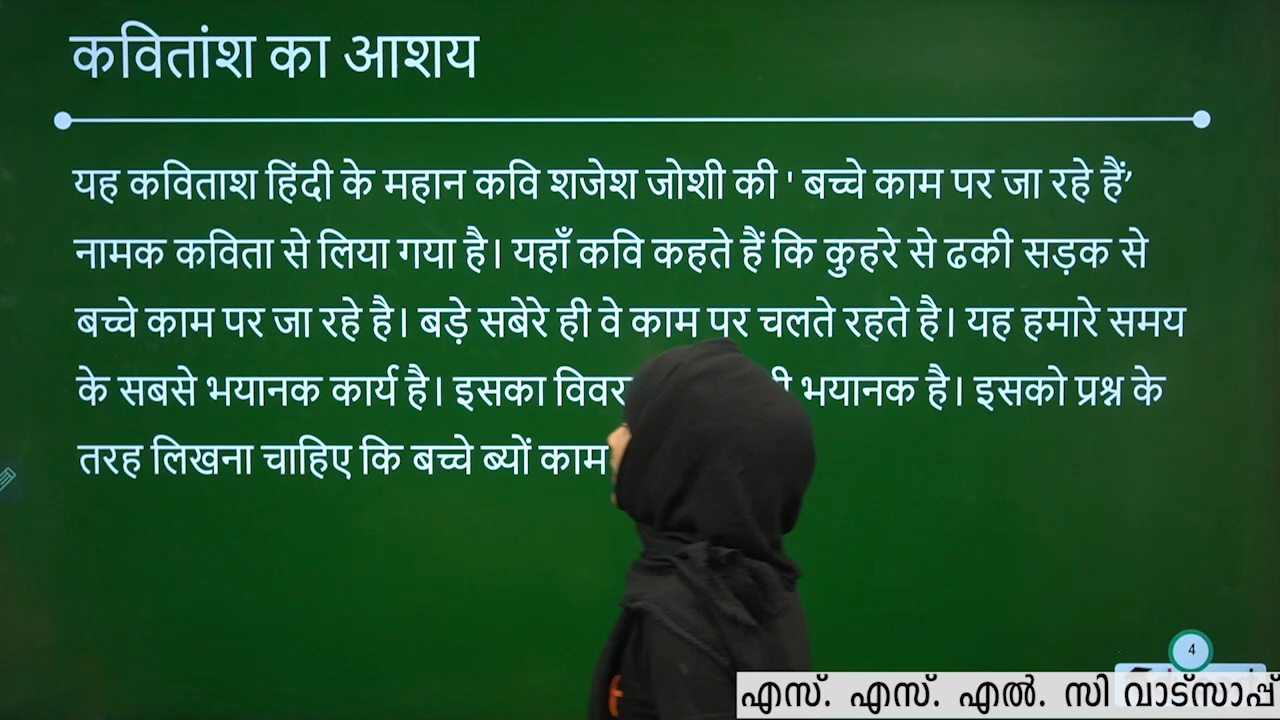 कवितांश का आशय
यह कविताश हिंदी के महान कवि शजेश जोशी की ' बच्चे काम पर जा रहे हैं’
नामक कविता से लिया गया है। यहाँ कवि कहते हैं कि कुहरे से ढकी सड़क से
बच्चे काम पर जा रहे है। बड़े सबेरे ही वे काम पर चलते रहते है। यह हमारे समय
के सबसे भयानक कार्य है। इसका भयानक है। इसको प्रश्न के
तरह लिखना चाहिए कि बच्चे ब्यों काम
4
എസ്. എസ്. എൽ. സി വാട്സാപ്പ്